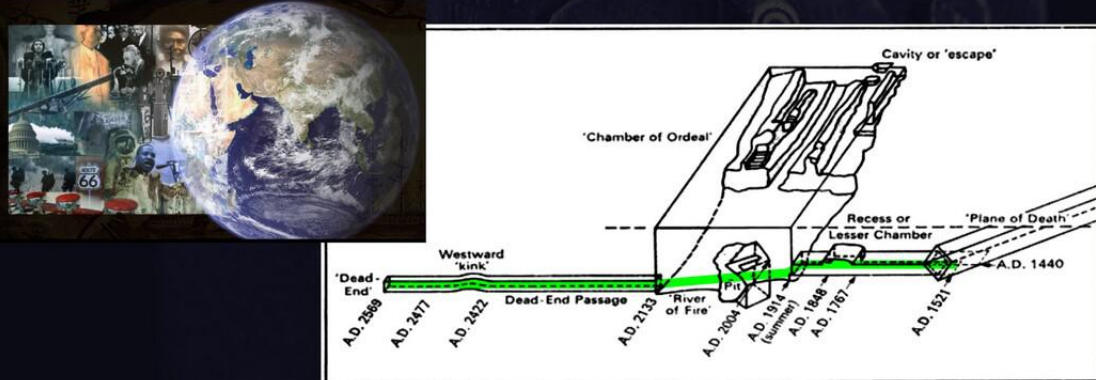 ROUTE
66
Cavity or 'escape'
'Chamber of Ordeal'
Recess or
Lesser Chamber
'Plane of Death'
Westward
'kink'
'Dead-
End'
Dead-End Passage
'River
of Fire'
Pit
A.D. 1440
A.D. 2569
A.D. 2477
A.D. 2422
A.D. 2133
A.D. 2004
A.D. 1914
(summer)
A.D. 1848
A.D. 1767
A.D. 1521